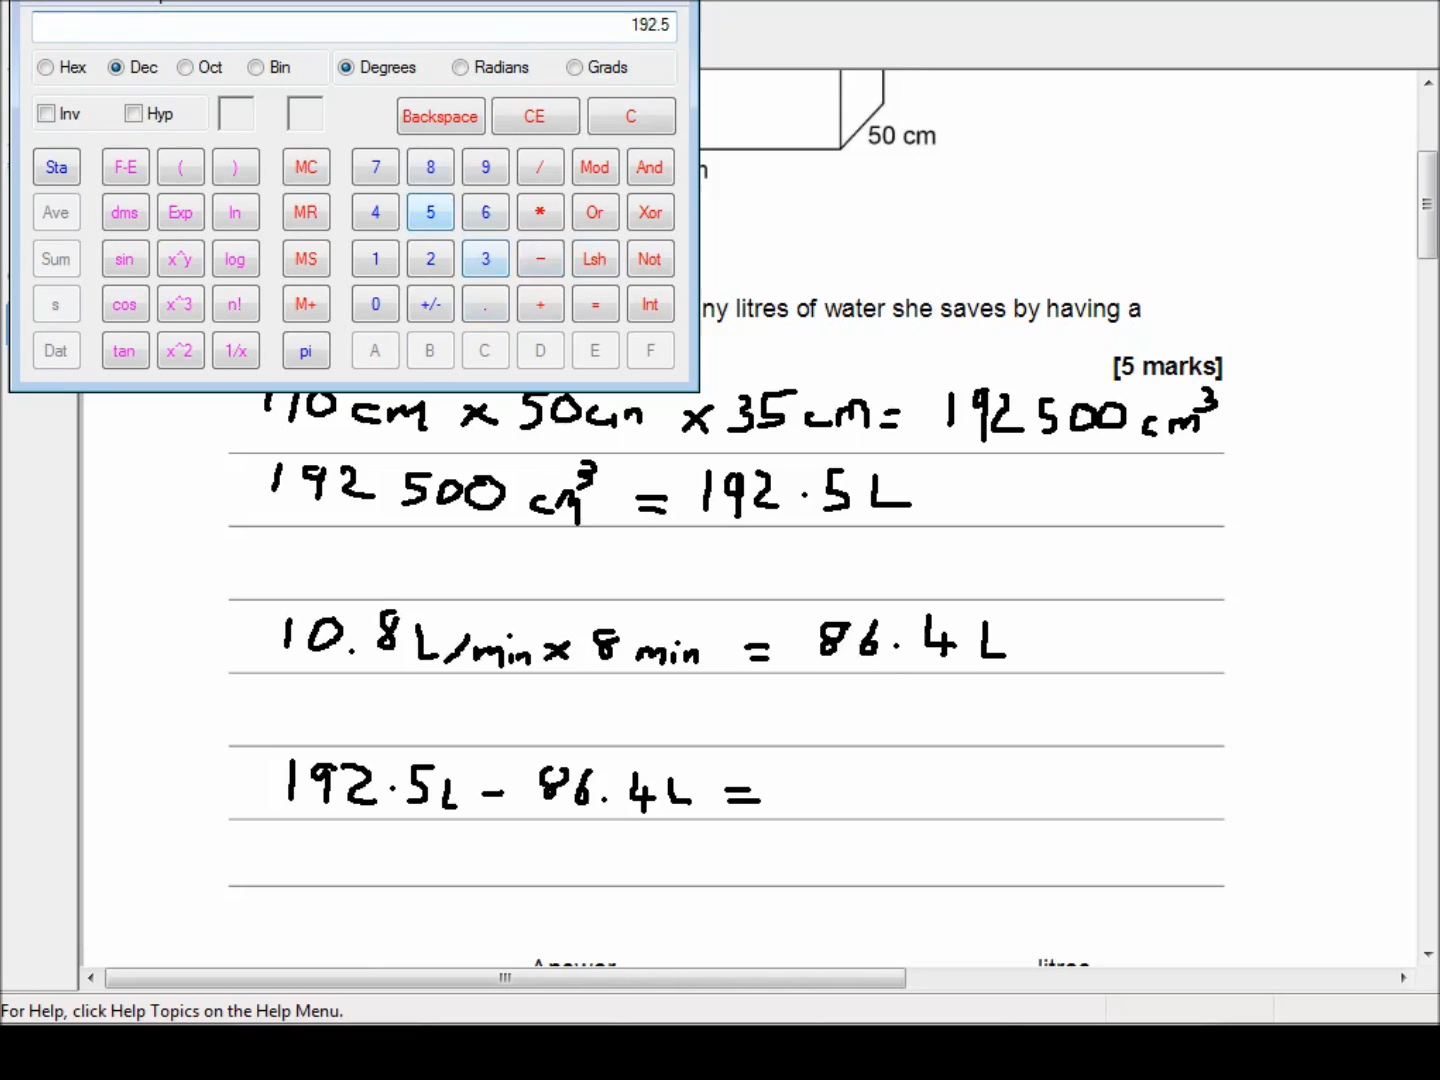 192.5
Hex Dec Oct Bin Degrees Radians Grads
Inv Hyp Backspace CE C
Sta F-E ( ) MC 7 8 9 / Mod And
Ave dms Exp ln MR 4 5 6 * Or Xor
Sum sin x^y log MS 1 2 3 - Lsh Not
s cos x^3 n! M+ 0 +/- . + = Int
Dat tan x^2 1/x pi A B C D E F
50 cm
ny litres of water she saves by having a
[5 marks]
110 cm x 50cm x 35cm = 192 500 cm³
192 500 cm³ = 192.5 L
10.8 L/min x 8 min = 86.4 L
192.5L - 86.4L =
Answer litres
For Help, click Help Topics on the Help Menu.